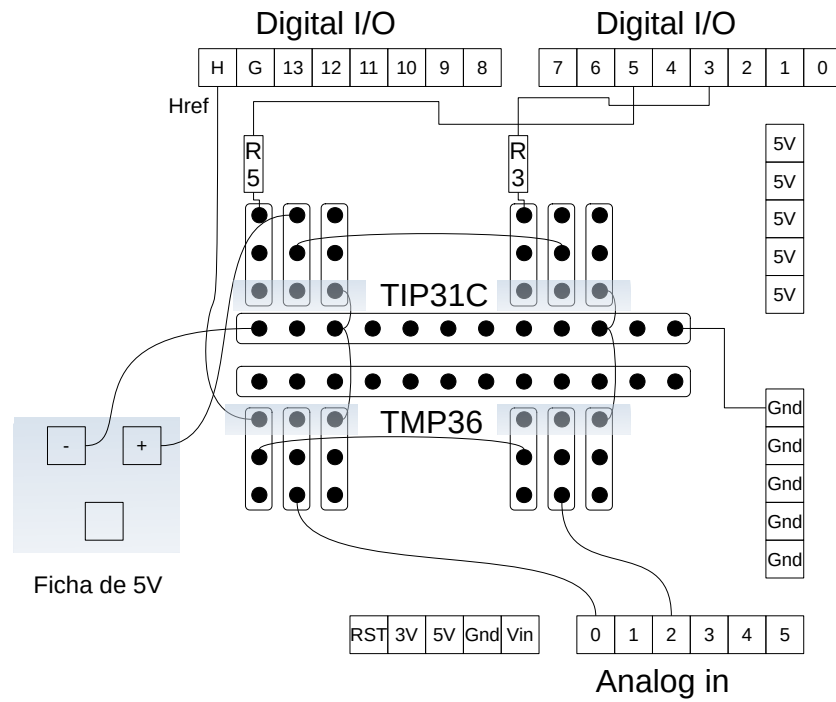 Digital I/O Digital I/O
H G 13 12 11 10 9 8 7 6 5 4 3 2 1 0
Href
R
5
R
3
5V
5V
5V
5V
5V
TIP31C
TMP36
- +
Ficha de 5V
Gnd
Gnd
Gnd
Gnd
Gnd
RST 3V 5V Gnd Vin 0 1 2 3 4 5
Analog in